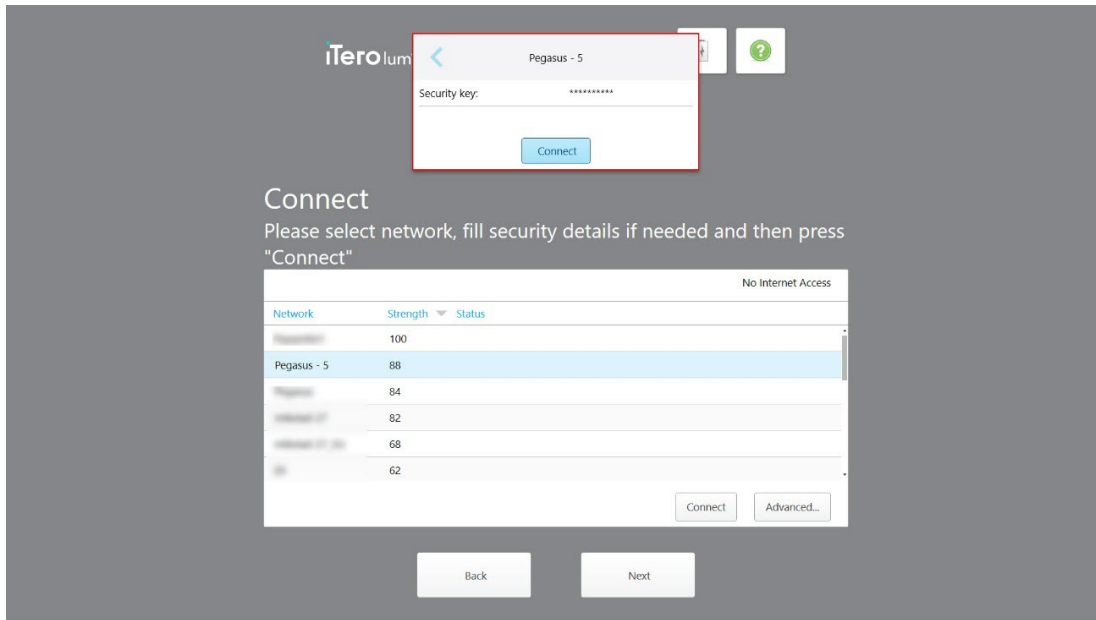 iTero lum
Pegasus - 5
Security key: **********
Connect
Connect
Please select network, fill security details if needed and then press
"Connect"
No Internet Access
Network Strength Status
100
Pegasus - 5 88
84
82
68
62
Connect Advanced...
Back Next